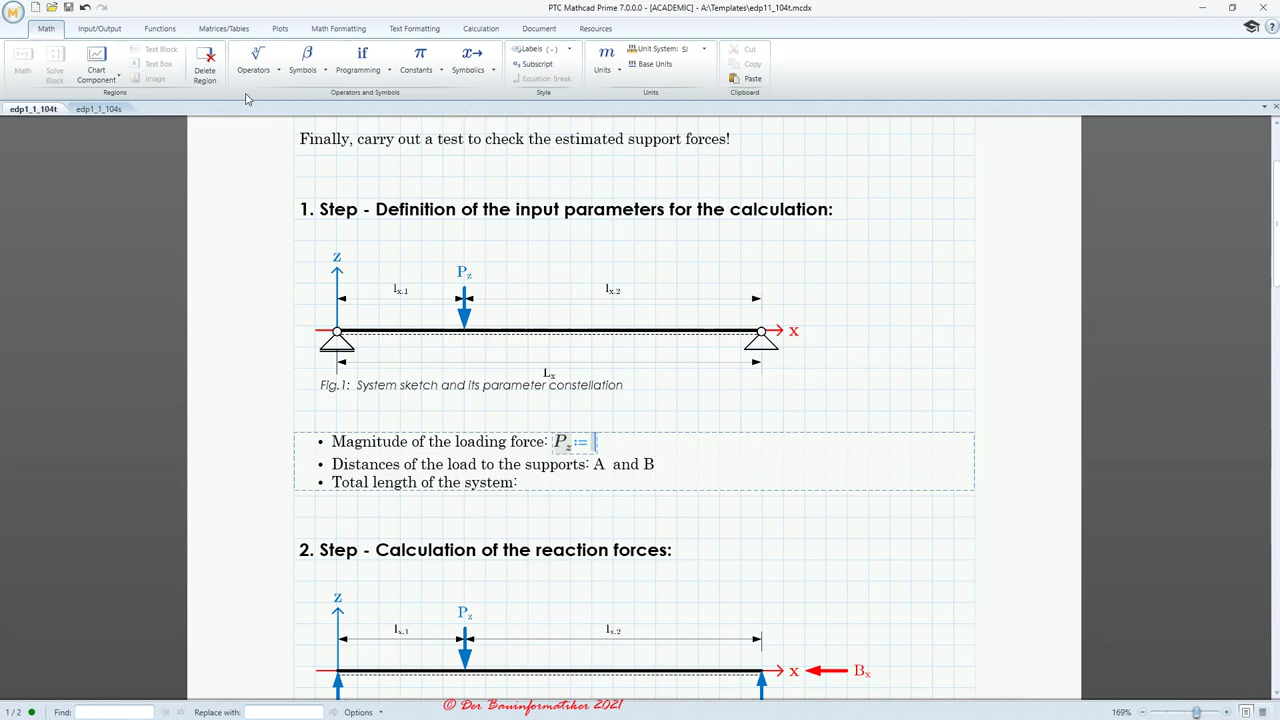 PTC Mathcad Prime 7.0.0.0 - [ACADEMIC] - A:\Templates\edp11_104t.mcdx
Math Input/Output Functions Matrices/Tables Plots Math Formatting Text Formatting Calculation Document Resources
Math Solve Block Chart Component Text Block Text Box Image Delete Region Operators Symbols if Programming Constants Symbolics Labels (-) Subscript Equation Break Units Unit System: SI Base Units Cut Copy Paste
Regions Operators and Symbols Style Units Clipboard
edp1_1_104t edp1_1_104s
Finally, carry out a test to check the estimated support forces!
1. Step - Definition of the input parameters for the calculation:
z
Pz
lx.1 lx.2
x
Lx
Fig.1: System sketch and its parameter constellation
• Magnitude of the loading force: Pz :=
• Distances of the load to the supports: A and B
• Total length of the system:
2. Step - Calculation of the reaction forces:
z
Pz
lx.1 lx.2
x Bx
© Der Bauinformatiker 2021
1 / 2 Find: Replace with: Options 169%